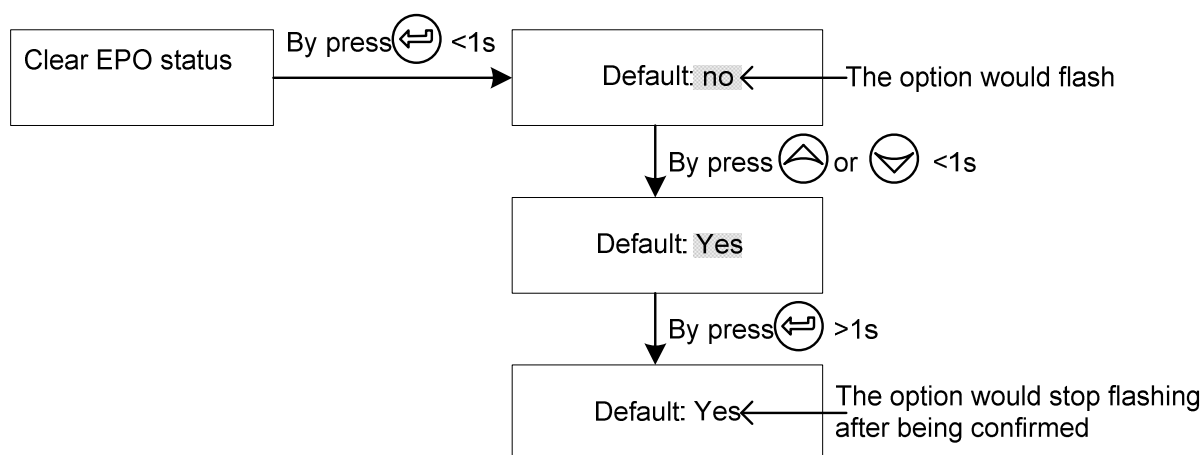 Clear EPO status
By press <1s
Default: no
The option would flash
By press or <1s
Default: Yes
By press >1s
Default: Yes
The option would stop flashing
after being confirmed